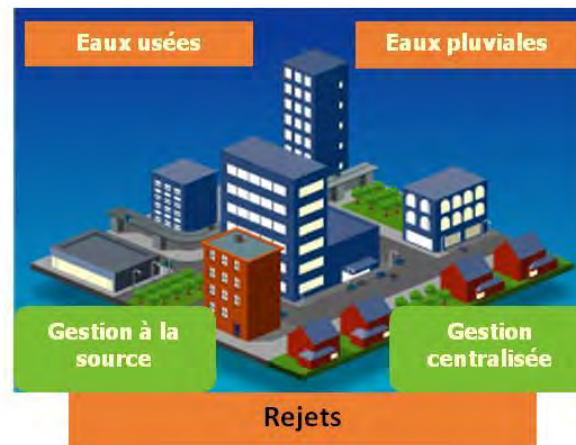 Eaux usées
Eaux pluviales
Gestion à la
source
Gestion
centralisée
Rejets